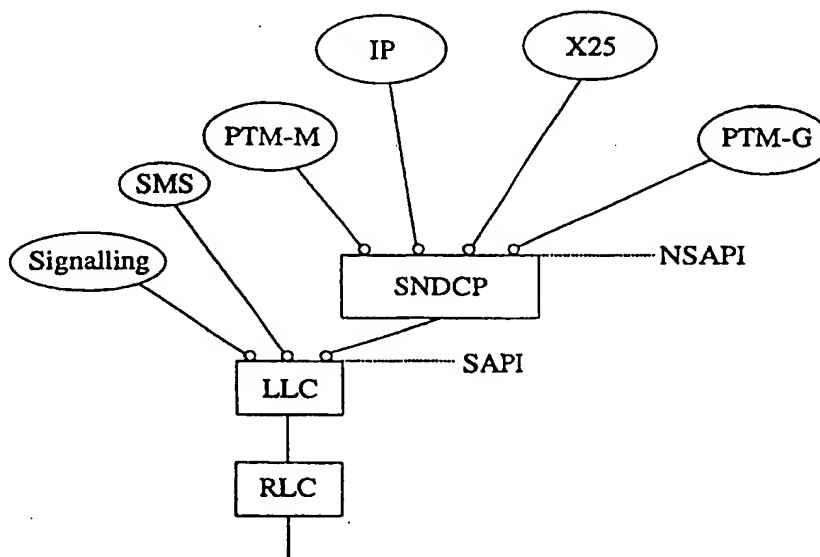 IP
X25
PTM-M
PTM-G
SMS
Signalling
NSAPI
SNDCP
SAPI
LLC
RLC